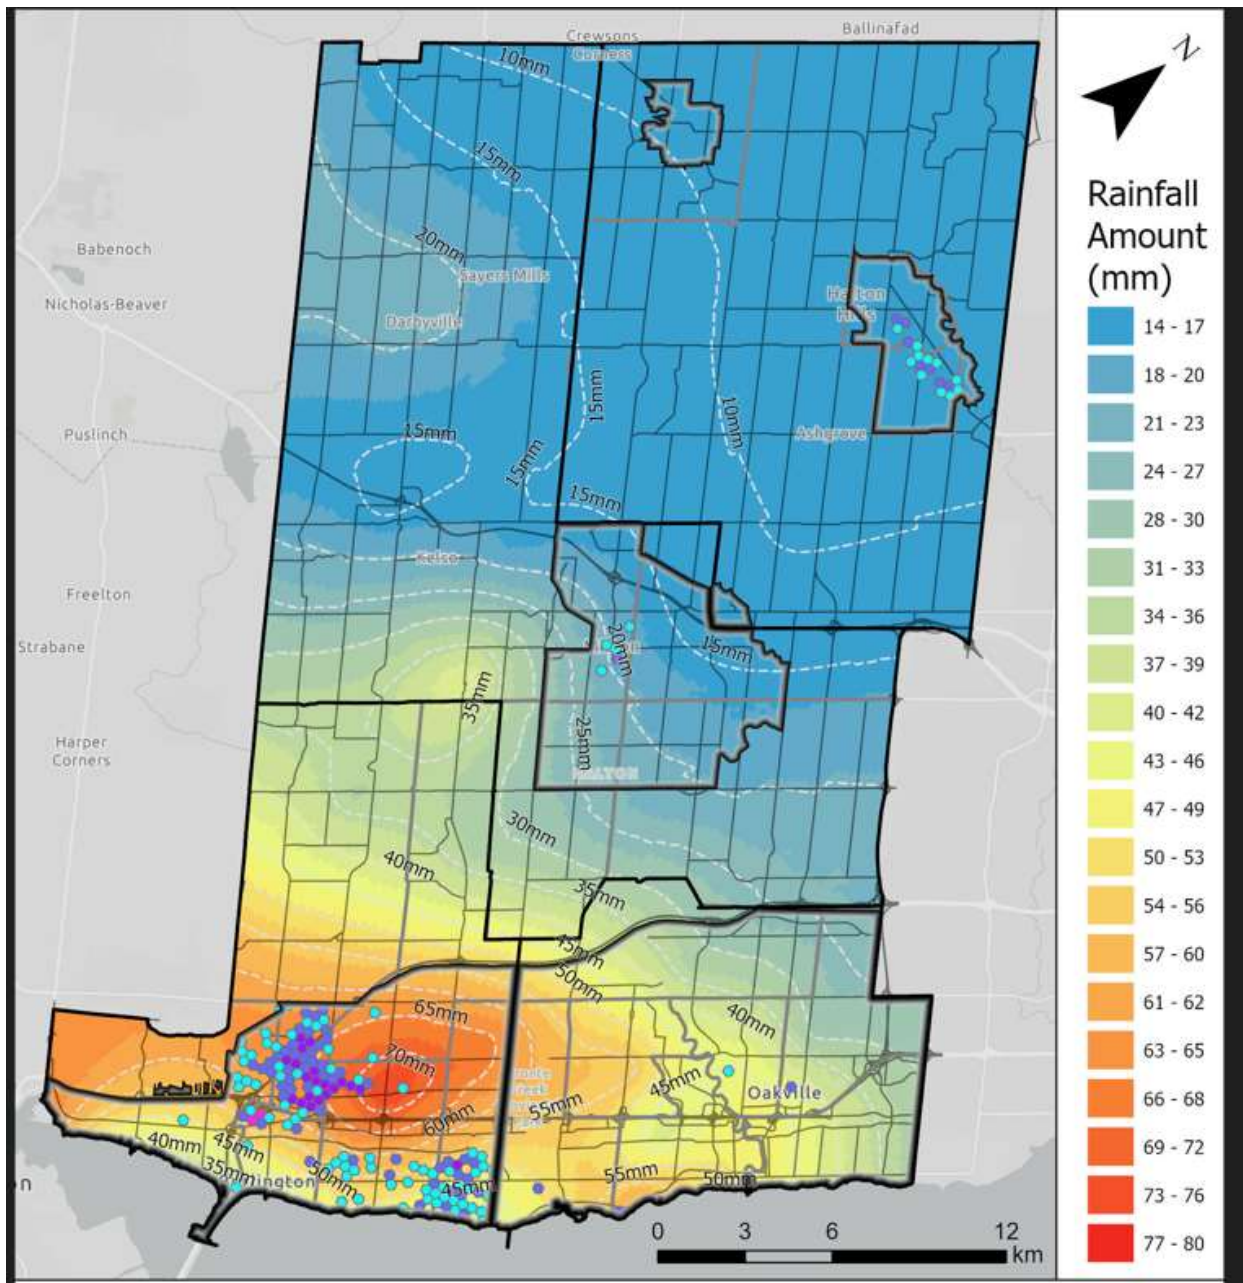 Crewsons
Corners
Ballinafad
N
10mm
15mm
Rainfall
Amount
(mm)
20mm
Sayers Mills
Babenoch
Nicholas-Beaver
Darbyville
Halton
Hills
15mm
10mm
Puslinch
15mm
Ashgrove
15mm
15mm
Kelso
Freelton
Strabane
20mm
15mm
35mm
25mm
Harper
Corners
MILTON
30mm
40mm
35mm
45mm
50mm
65mm
40mm
70mm
Creek
45mm
Oakville
55mm
60mm
40mm
45mm
35mm
50mm
45mm
55mm
50mm
14 - 17
18 - 20
21 - 23
24 - 27
28 - 30
31 - 33
34 - 36
37 - 39
40 - 42
43 - 46
47 - 49
50 - 53
54 - 56
57 - 60
61 - 62
63 - 65
66 - 68
69 - 72
73 - 76
77 - 80
0 3 6 12
km